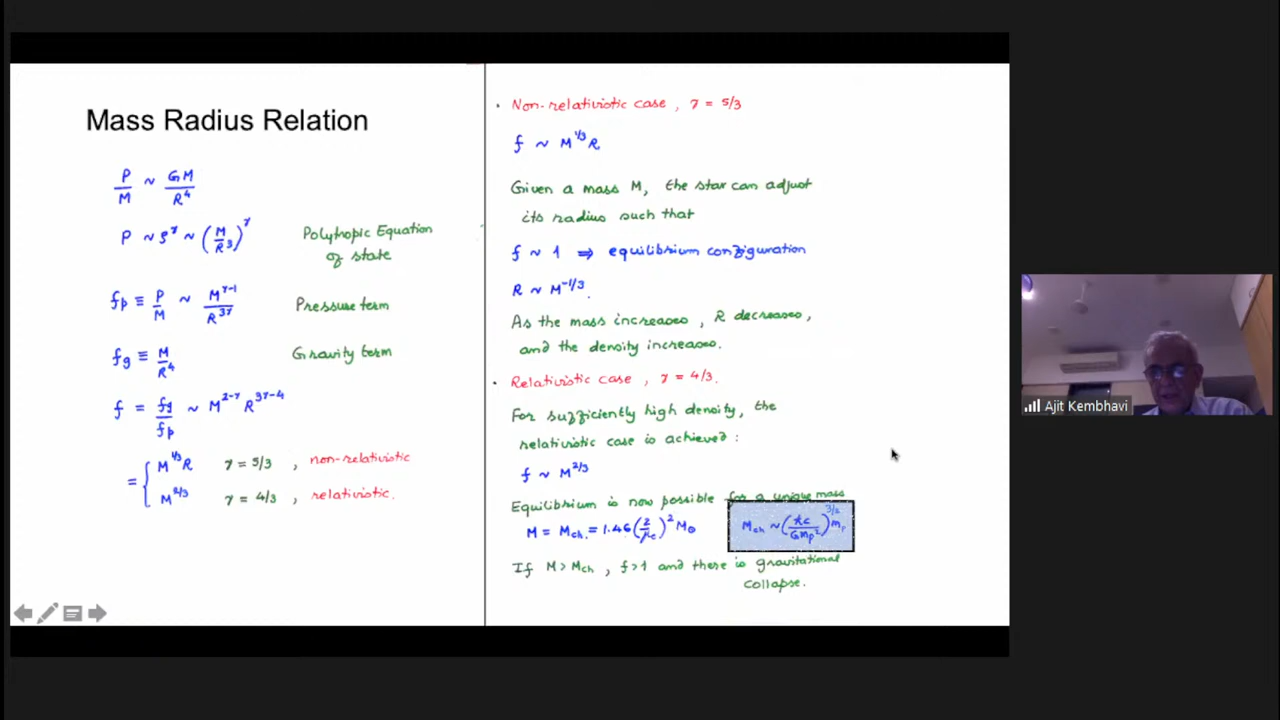 Mass Radius Relation
P/M ~ GM/R⁴
P ~ ρ^γ ~ (M/R³)^γ Polytropic Equation of state
f_P ≡ P/M ~ M^(γ-1)/R^(3γ) Pressure term
f_g ≡ M/R⁴ Gravity term
f = f_g/f_P ~ M^(2-γ) R^(3γ-4)
= { M^(1/3) R γ = 5/3 , non-relativistic
M^(2/3) γ = 4/3 , relativistic.
• Non-relativistic case , γ = 5/3
f ~ M^(1/3) R
Given a mass M, the star can adjust
its radius such that
f ~ 1 ⇒ equilibrium configuration
R ~ M^(-1/3).
As the mass increases, R decreases,
and the density increases.
• Relativistic case , γ = 4/3.
For sufficiently high density, the
relativistic case is achieved :
f ~ M^(2/3)
Equilibrium is now possible for a unique mass
M = M_ch. = 1.46 (2/μ_e)² M⊙
M_ch ~ (ħc/Gm_p²)^(3/2) m_p
If M > M_ch , f > 1 and there is gravitational
collapse.
Ajit Kembhavi